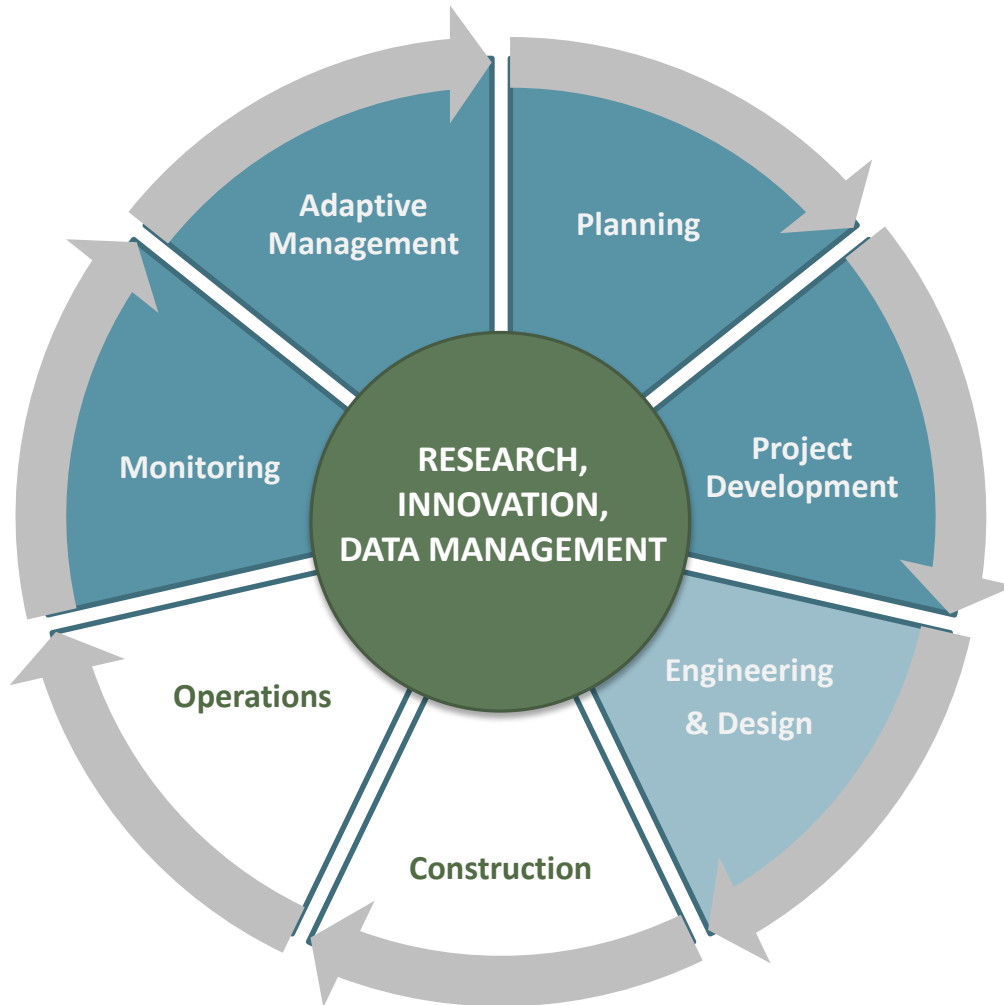 Adaptive
Management
Planning
Monitoring
RESEARCH,
INNOVATION,
DATA MANAGEMENT
Project
Development
Operations
Engineering
& Design
Construction